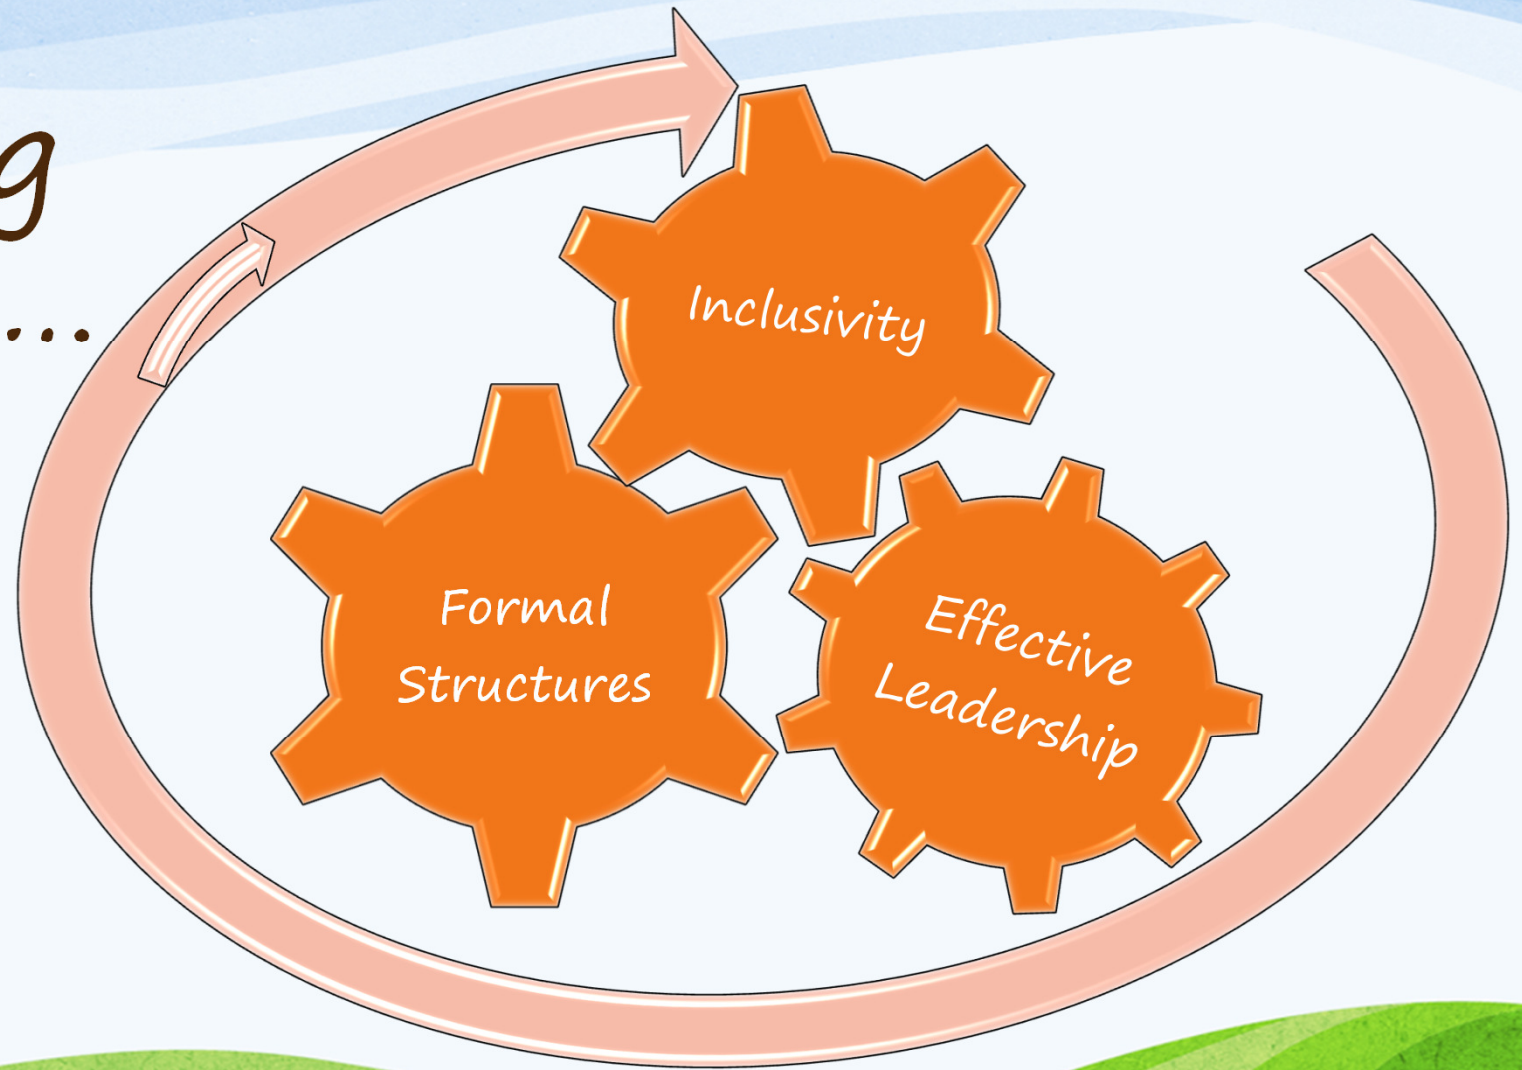 g
...
Inclusivity
Formal
Structures
Effective
Leadership